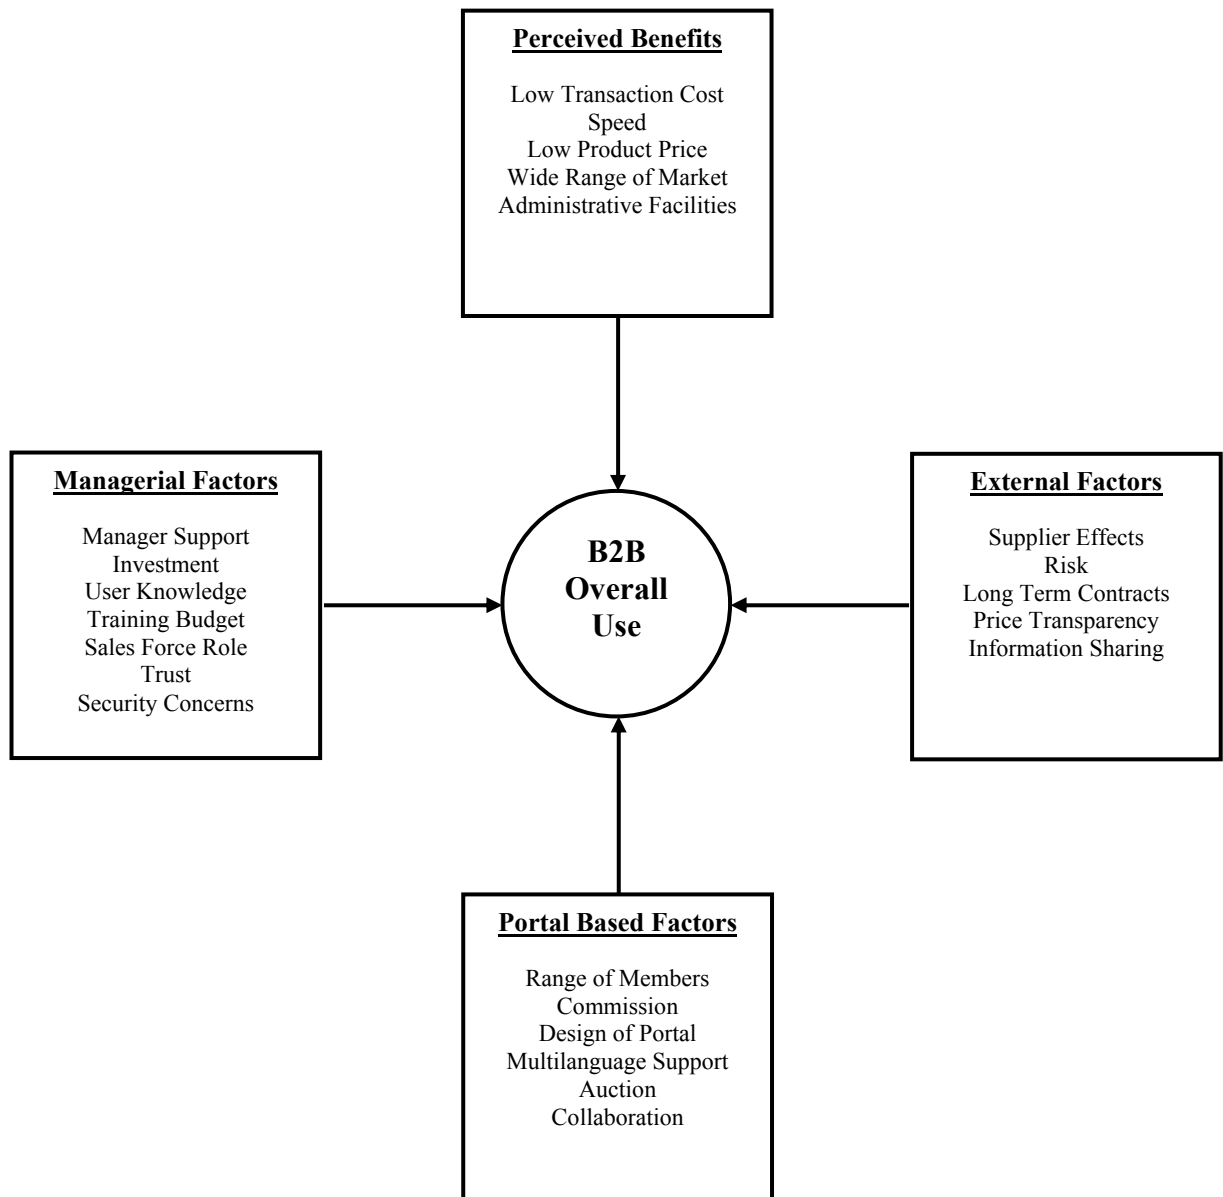 Perceived Benefits
Low Transaction Cost
Speed
Low Product Price
Wide Range of Market
Administrative Facilities
Managerial Factors
Manager Support
Investment
User Knowledge
Training Budget
Sales Force Role
Trust
Security Concerns
B2B
Overall
Use
External Factors
Supplier Effects
Risk
Long Term Contracts
Price Transparency
Information Sharing
Portal Based Factors
Range of Members
Commission
Design of Portal
Multilanguage Support
Auction
Collaboration